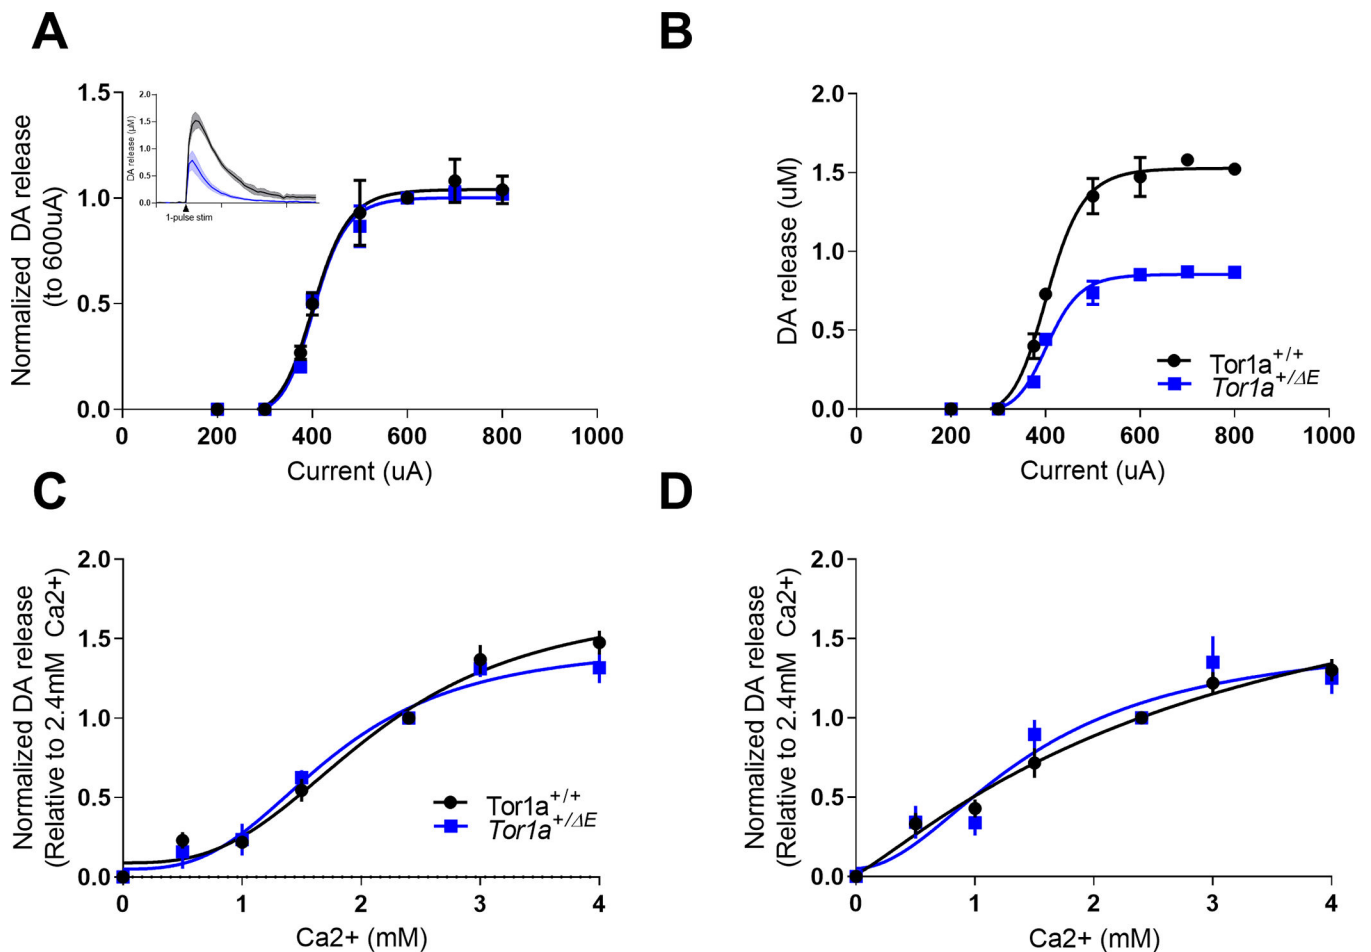 A
Normalized DA release
(to 600uA)
1.5
1.0
0.5
0.0
0 200 400 600 800 1000
Current (uA)
DA release (µM)
2.0
1.5
1.0
0.5
0.0
1-pulse stim
B
DA release (uM)
2.0
1.5
1.0
0.5
0.0
0 200 400 600 800 1000
Current (uA)
Tor1a+/+
Tor1a+/ΔE
C
Normalized DA release
(Relative to 2.4mM Ca2+)
2.0
1.5
1.0
0.5
0.0
0 1 2 3 4
Ca2+ (mM)
Tor1a+/+
Tor1a+/ΔE
D
Normalized DA release
(Relative to 2.4mM Ca2+)
2.0
1.5
1.0
0.5
0.0
0 1 2 3 4
Ca2+ (mM)